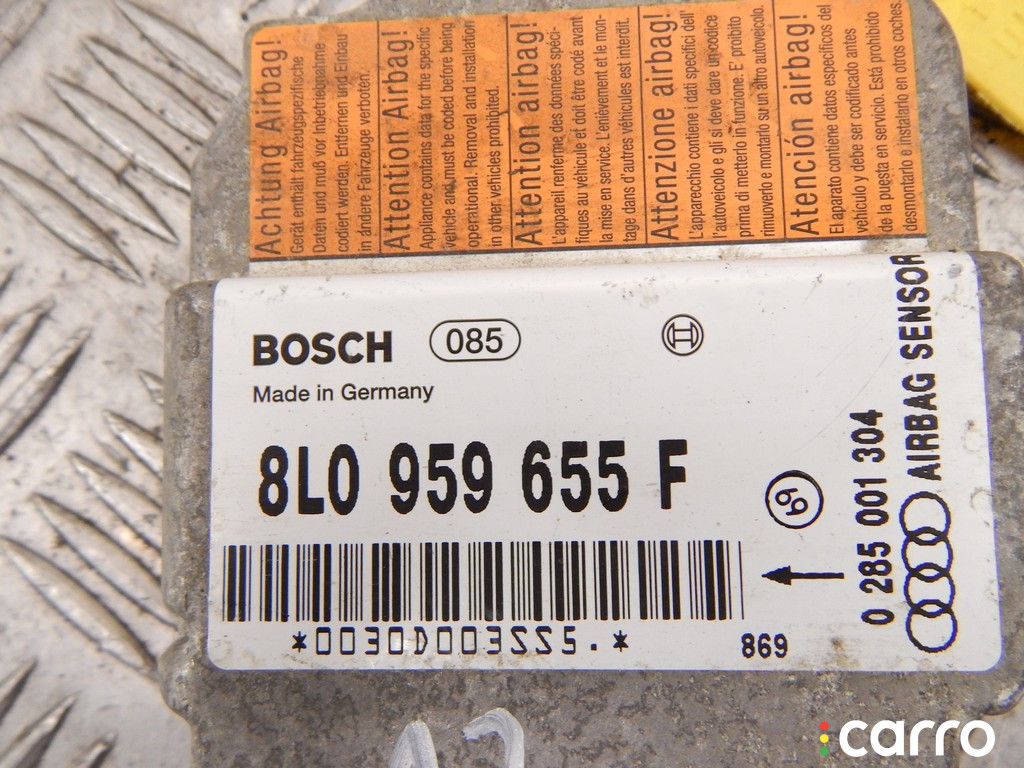 Achtung Airbag!
Gerät enthält fahrzeugspezifische
Daten und muß vor Inbetriebnahme
codiert werden. Entfernen und Einbau
in andere Fahrzeuge verboten.
Attention Airbag!
Appliance contains data for the specific
vehicle and must be coded before being
operational. Removal and installation
in other vehicles prohibited.
Attention airbag!
L'appareil renferme des données spéci-
fiques au véhicule et doit être codé avant
la mise en service. L'enlèvement et le mon-
tage dans d'autres véhicules est interdit.
Attenzione airbag!
L'apparecchio contiene i dati specifici dell'
l'autoveicolo e gli si deve dare un codice
prima di metterlo in funzione. E' proibito
rimuoverlo e montarlo su un altro autoveicolo.
Atención airbag!
El aparato contiene datos específicos del
vehículo y debe ser codificado antes
de la puesta en servicio. Está prohibido
desmontarlo e instalarlo en otros coches.
BOSCH 085
Made in Germany
8L0 959 655 F
69
0 285 001 304
AIRBAG SENSOR
869
carro